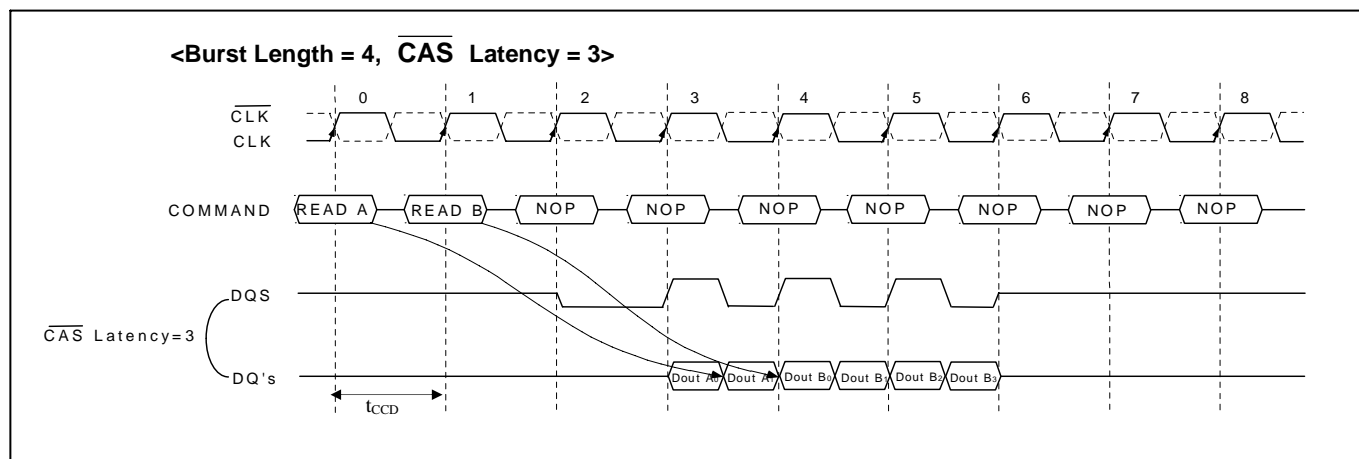 <Burst Length = 4, CAS Latency = 3>
0 1 2 3 4 5 6 7 8
CLK
CLK
COMMAND READ A READ B NOP NOP NOP NOP NOP NOP NOP
DQS
CAS Latency=3
DQ's Dout A0 Dout A1 Dout B0 Dout B1 Dout B2 Dout B3
tCCD